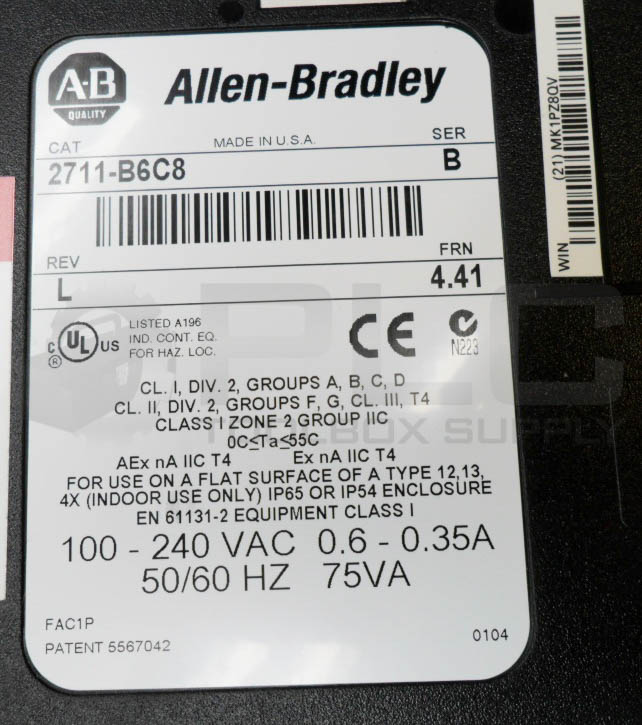 A·B
QUALITY
Allen-Bradley
CAT
MADE IN U.S.A.
SER
2711-B6C8
B
REV
FRN
L
4.41
C UL US
®
LISTED A196
IND. CONT. EQ.
FOR HAZ. LOC.
CE
N223
CL. I, DIV. 2, GROUPS A, B, C, D
CL. II, DIV. 2, GROUPS F, G, CL. III, T4
CLASS I ZONE 2 GROUP IIC
0C≤Ta≤55C
AEx nA IIC T4 Ex nA IIC T4
FOR USE ON A FLAT SURFACE OF A TYPE 12,13,
4X (INDOOR USE ONLY) IP65 OR IP54 ENCLOSURE
EN 61131-2 EQUIPMENT CLASS I
100 - 240 VAC 0.6 - 0.35A
50/60 HZ 75VA
FAC1P
PATENT 5567042
0104
WIN
(21) MK1PZ8QV
PLC
TOOLBOX SUPPLY